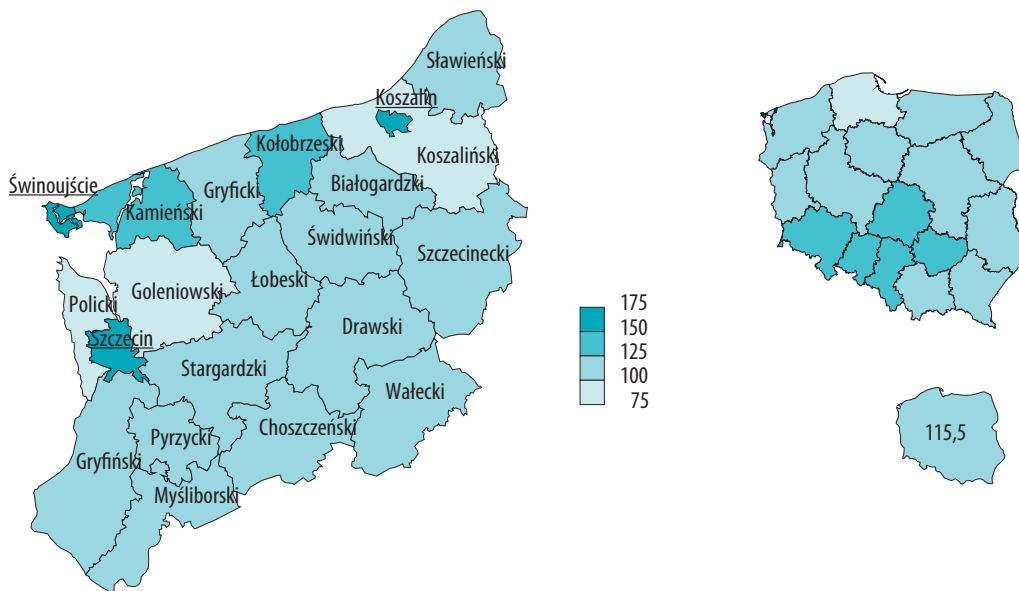 Sławieński
Koszalin
Kołobrzeski
Koszaliński
Świnoujście
Gryficki
Białogardzki
Kamieński
Świdwiński
Szczecinecki
Łobeski
Goleniowski
Policki
Drawski
Szczecin
Stargardzki
Wałecki
Choszczeński
Pyrzycki
Gryfiński
Myśliborski
175
150
125
100
75
115,5